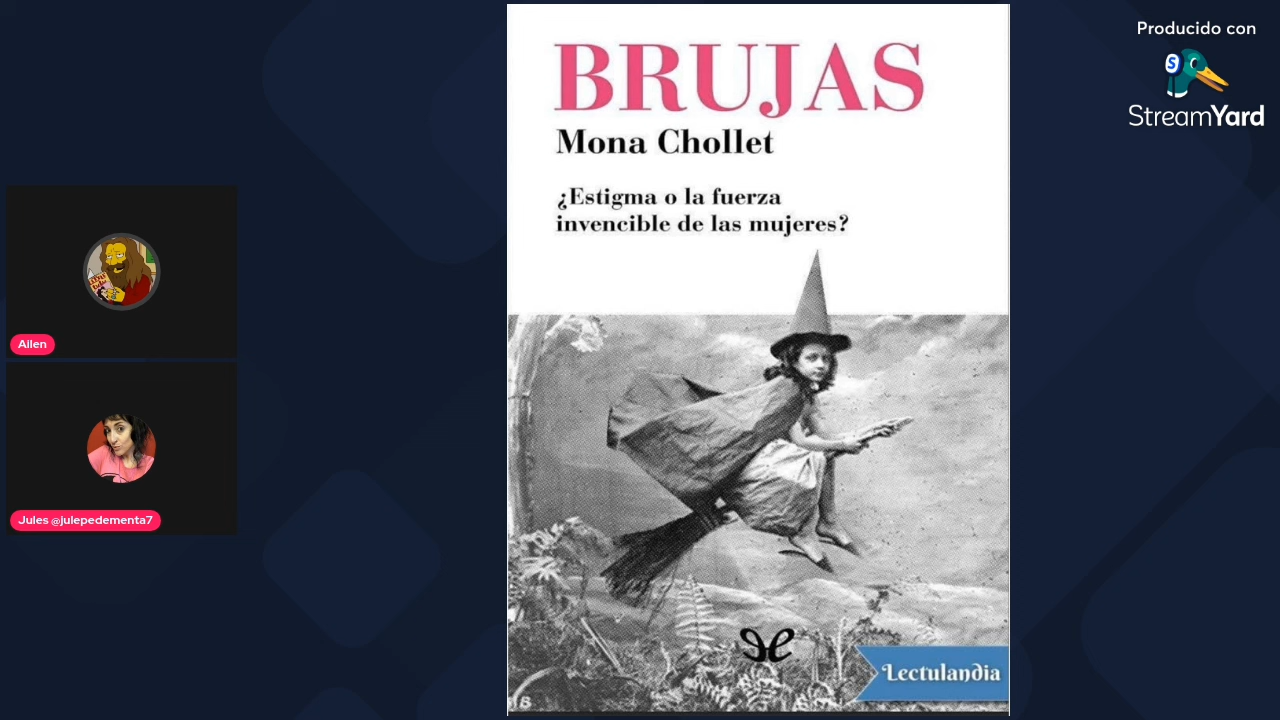 Producido con
StreamYard
BRUJAS
Mona Chollet
¿Estigma o la fuerza
invencible de las mujeres?
Lectulandia
Allen
Jules @julepedementa7